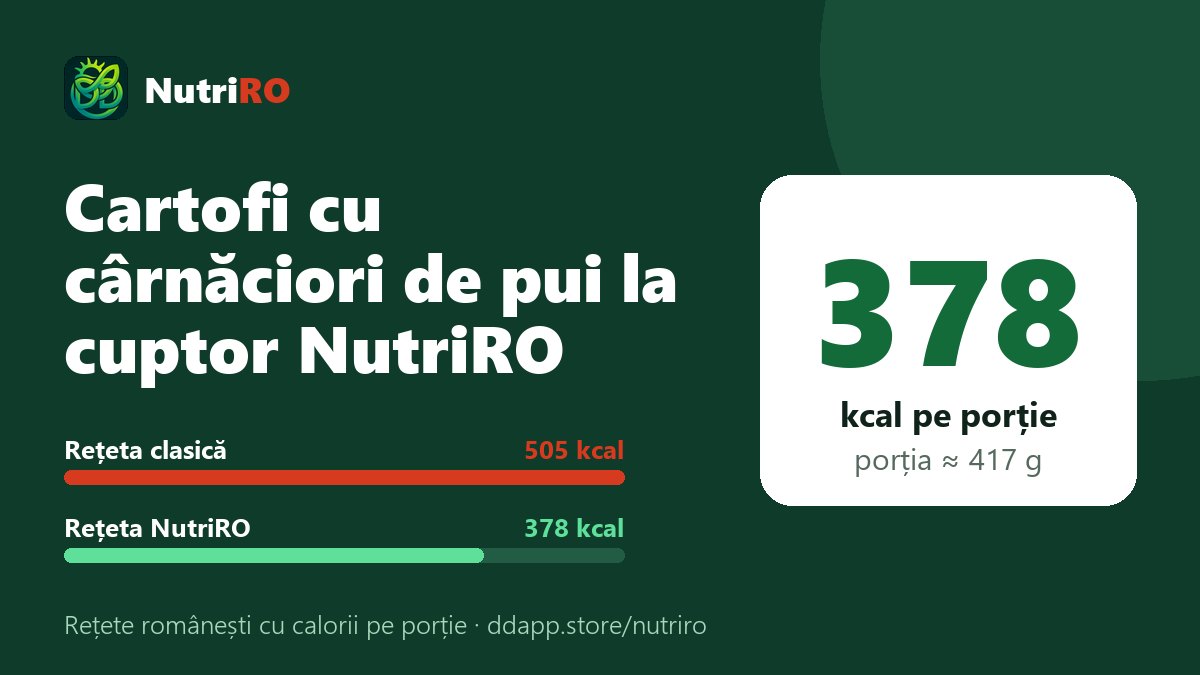 NutriRO
Cartofi cu
cârnăciori de pui la
cuptor NutriRO
Rețeta clasică 505 kcal
Rețeta NutriRO 378 kcal
378
kcal pe porție
porția ≈ 417 g
Rețete românești cu calorii pe porție · ddapp.store/nutriro